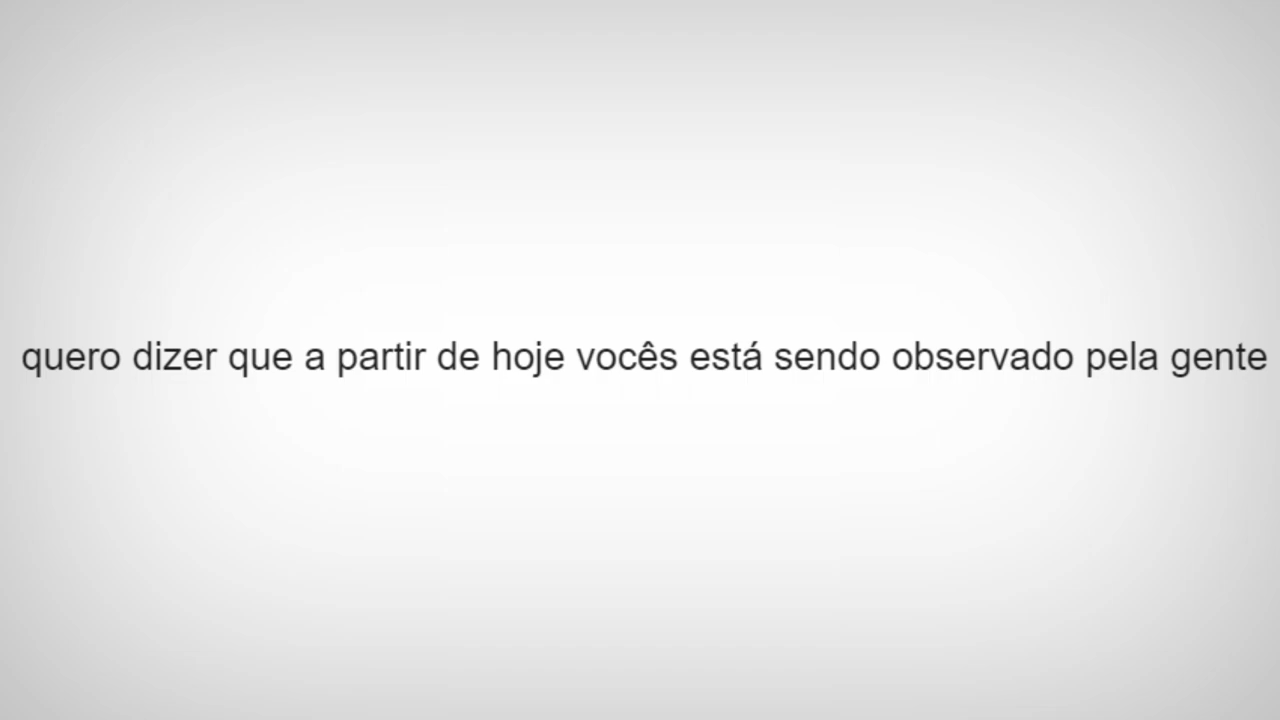 quero dizer que a partir de hoje vocês está sendo observado pela gente